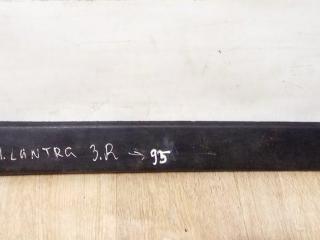 LANTRA 3.R → 95